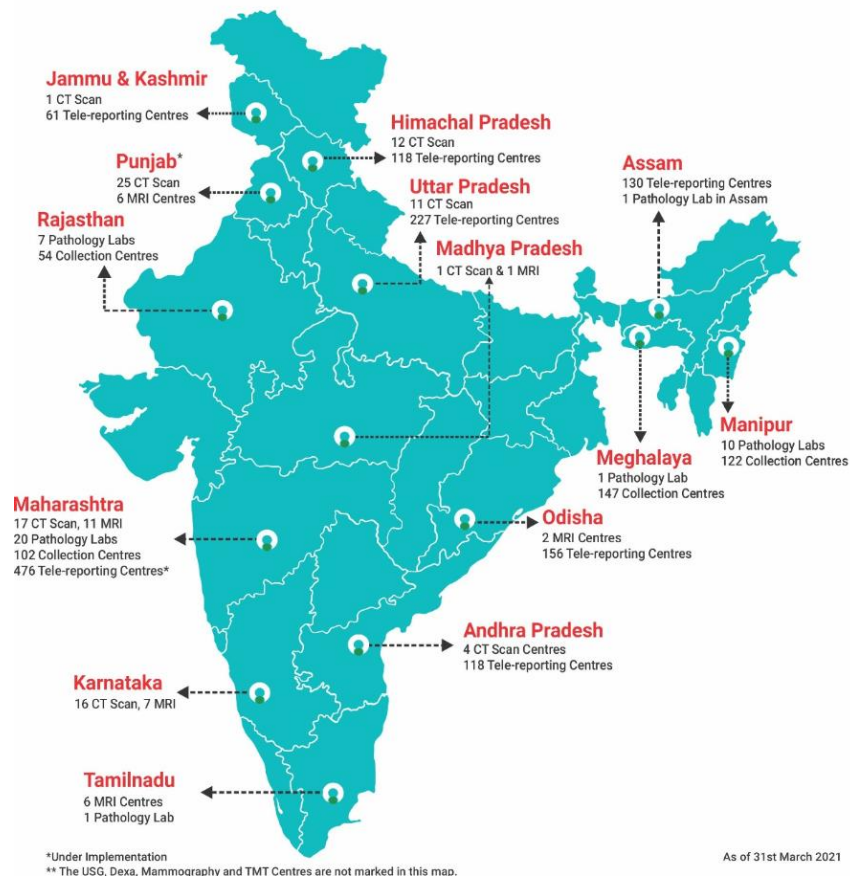 Jammu & Kashmir
1 CT Scan
61 Tele-reporting Centres
Himachal Pradesh
12 CT Scan
118 Tele-reporting Centres
Punjab*
25 CT Scan
6 MRI Centres
Uttar Pradesh
11 CT Scan
227 Tele-reporting Centres
Assam
130 Tele-reporting Centres
1 Pathology Lab in Assam
Rajasthan
7 Pathology Labs
54 Collection Centres
Madhya Pradesh
1 CT Scan & 1 MRI
Manipur
10 Pathology Labs
122 Collection Centres
Meghalaya
1 Pathology Lab
147 Collection Centres
Maharashtra
17 CT Scan, 11 MRI
20 Pathology Labs
102 Collection Centres
476 Tele-reporting Centres*
Odisha
2 MRI Centres
156 Tele-reporting Centres
Andhra Pradesh
4 CT Scan Centres
118 Tele-reporting Centres
Karnataka
16 CT Scan, 7 MRI
Tamilnadu
6 MRI Centres
1 Pathology Lab
*Under Implementation
** The USG, Dexa, Mammography and TMT Centres are not marked in this map.
As of 31st March 2021